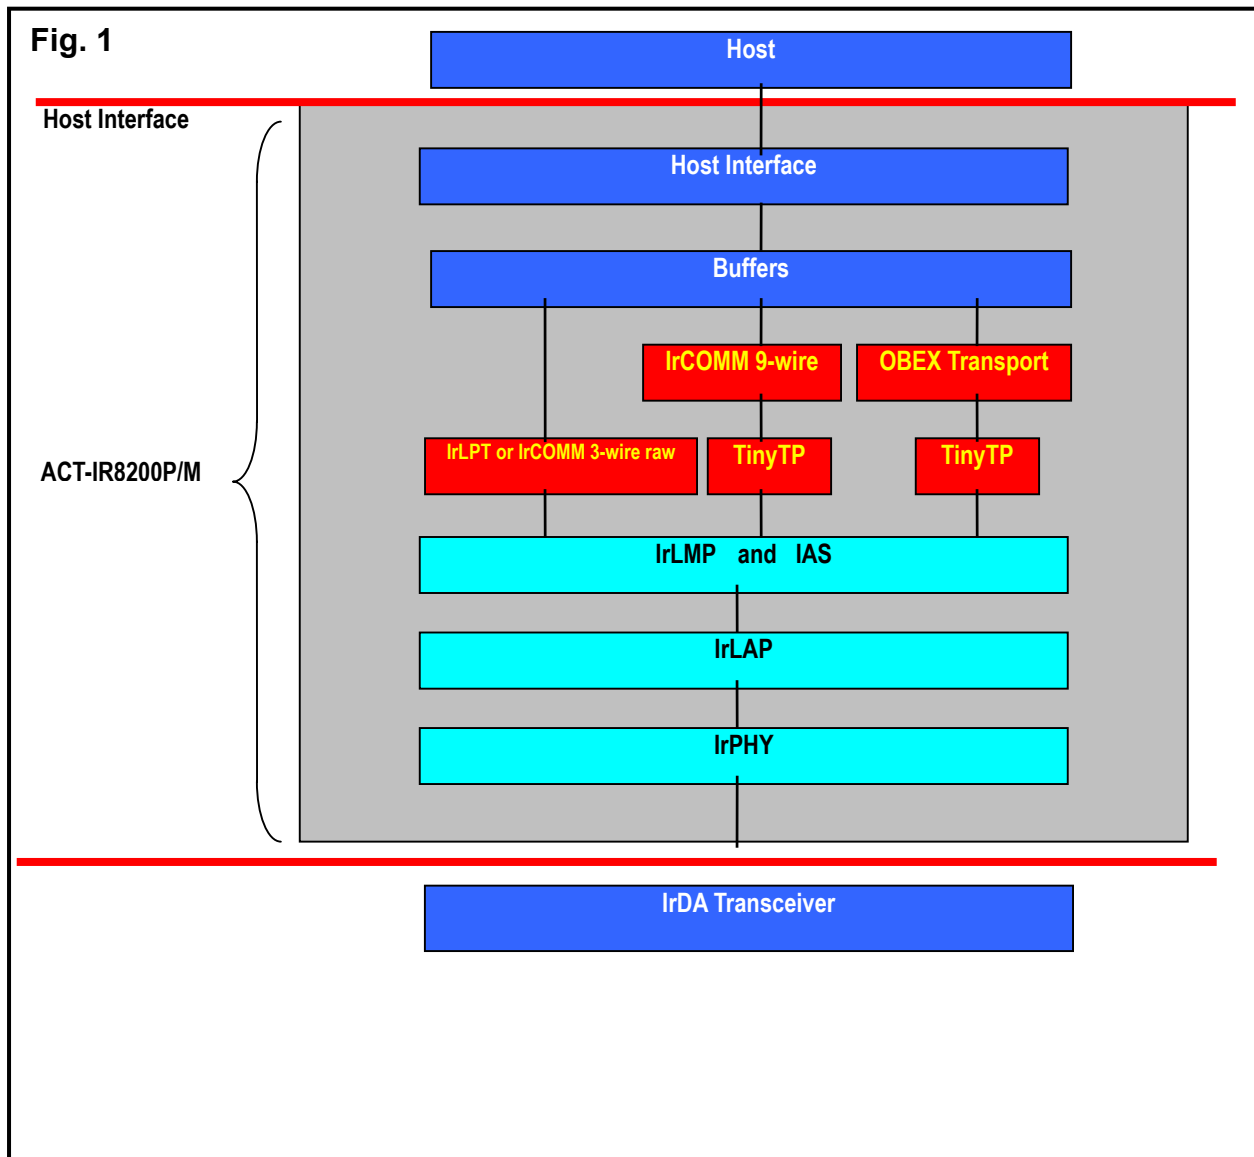 Fig. 1
Host
Host Interface
Host Interface
Buffers
IrCOMM 9-wire
OBEX Transport
IrLPT or IrCOMM 3-wire raw
TinyTP
TinyTP
ACT-IR8200P/M
IrLMP and IAS
IrLAP
IrPHY
IrDA Transceiver